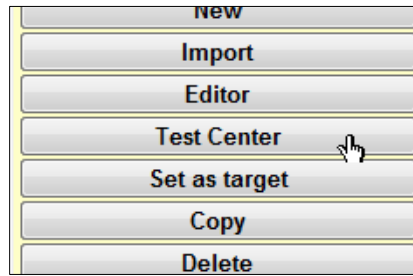 New
Import
Editor
Test Center
Set as target
Copy
Delete